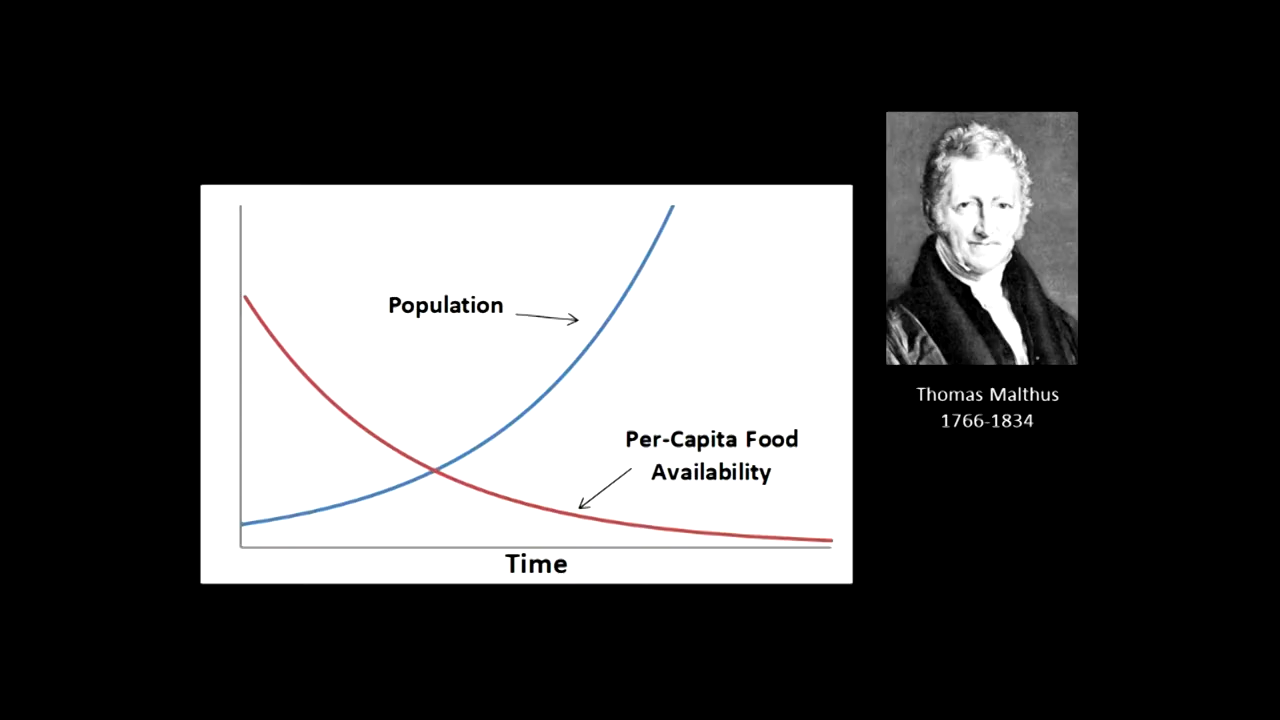 Population
Per-Capita Food
Availability
Time
Thomas Malthus
1766-1834